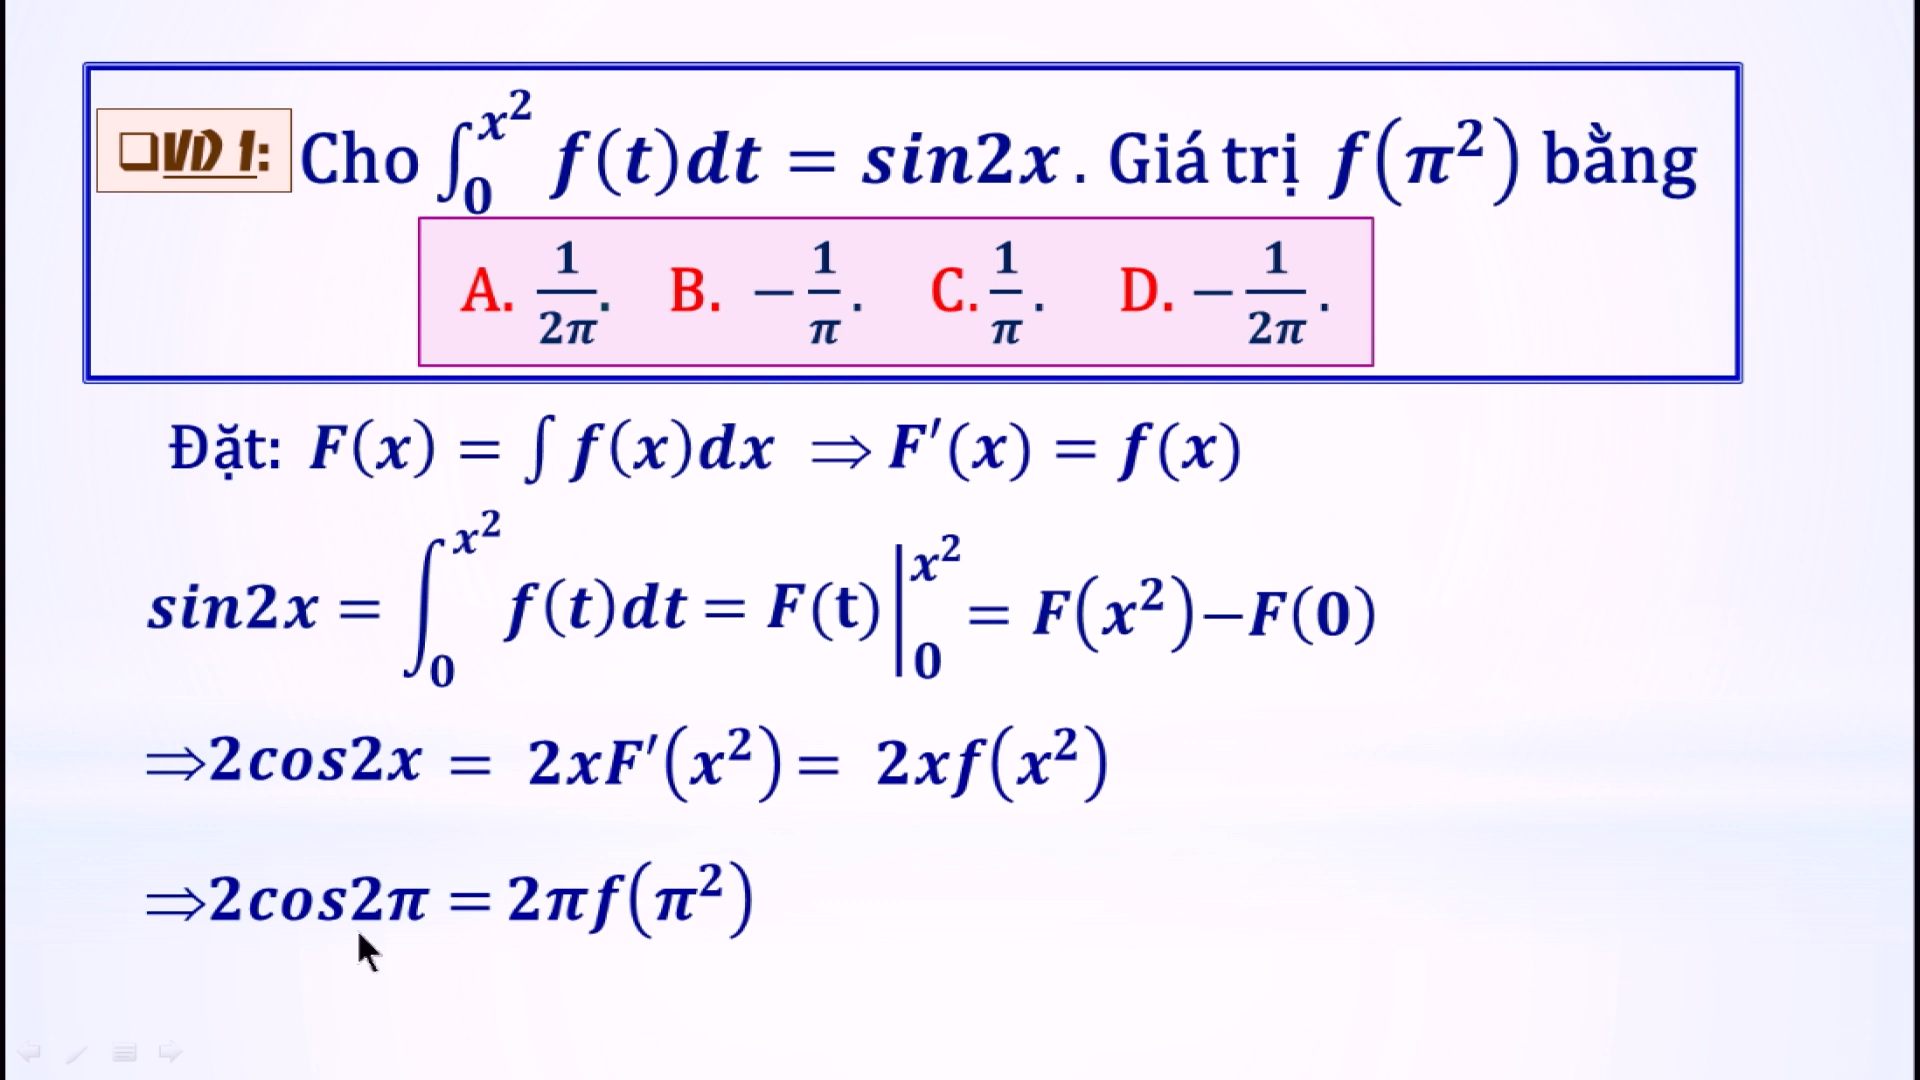 ❑VD 1: Cho ∫₀^{x²} f(t)dt = sin2x. Giá trị f(π²) bằng
A. 1/2π. B. −1/π. C. 1/π. D. −1/2π.
Đặt: F(x) = ∫ f(x)dx ⟹ F′(x) = f(x)
sin2x = ∫₀^{x²} f(t)dt = F(t)|₀^{x²} = F(x²)−F(0)
⟹2cos2x = 2xF′(x²) = 2xf(x²)
⟹2cos2π = 2πf(π²)